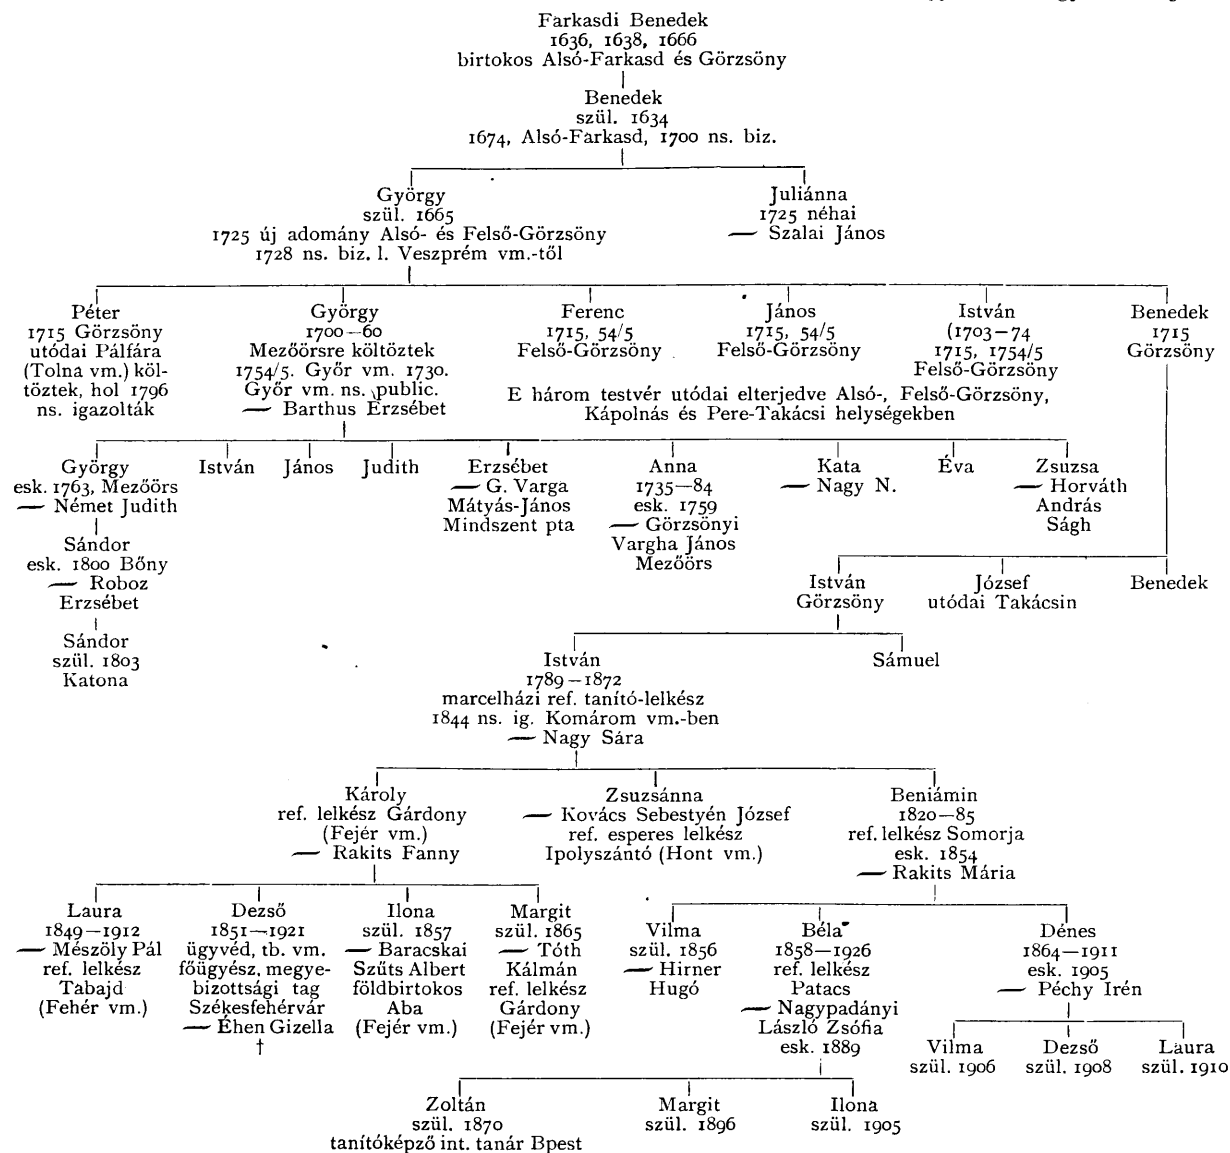 Farkasdi Benedek
1636, 1638, 1666
birtokos Alsó-Farkasd és Görzsöny
Benedek
szül. 1634
1674, Alsó-Farkasd, 1700 ns. biz.
György
szül. 1665
1725 új adomány Alsó- és Felső-Görzsöny
1728 ns. biz. l. Veszprém vm.-től
Juliánna
1725 néhai
— Szalai János
Péter
1715 Görzsöny
utódai Pálfára
(Tolna vm.) köl-
töztek, hol 1796
ns. igazolták
György
1700—60
Mezőörsre költöztek
1754/5. Győr vm. 1730.
Győr vm. ns. public.
— Barthus Erzsébet
Ferenc
1715, 54/5
Felső-Görzsöny
János
1715, 54/5
Felső-Görzsöny
István
(1703—74
1715, 1754/5
Felső-Görzsöny
Benedek
1715
Görzsöny
E három testvér utódai elterjedve Alsó-, Felső-Görzsöny,
Kápolnás és Pere-Takácsi helységekben
György
esk. 1763, Mezőörs
— Német Judith
István
János
Judith
Erzsébet
— G. Varga
Mátyás-János
Mindszent pta
Anna
1735—84
esk. 1759
— Görzsönyi
Vargha János
Mezőörs
Kata
— Nagy N.
Éva
Zsuzsa
— Horváth
András
Ságh
Sándor
esk. 1800 Bőny
— Roboz
Erzsébet
Sándor
szül. 1803
Katona
István
Görzsöny
József
utódai Takácsin
Benedek
István
1789—1872
marcelházi ref. tanító-lelkész
1844 ns. ig. Komárom vm.-ben
— Nagy Sára
Sámuel
Károly
ref. lelkész Gárdony
(Fejér vm.)
— Rakits Fanny
Zsuzsánna
— Kovács Sebestyén József
ref. esperes lelkész
Ipolyszántó (Hont vm.)
Beniámin
1820—85
ref. lelkész Somorja
esk. 1854
— Rakits Mária
Laura
1849—1912
— Mészöly Pál
ref. lelkész
Tabajd
(Fehér vm.)
Dezső
1851—1921
ügyvéd, tb. vm.
főügyész, megye-
bizottsági tag
Székesfehérvár
— Éhen Gizella
†
Ilona
szül. 1857
— Baracskai
Szűts Albert
földbirtokos
Aba
(Fejér vm.)
Margit
szül. 1865
— Tóth
Kálmán
ref. lelkész
Gárdony
(Fejér vm.)
Vilma
szül. 1856
— Hirner
Hugó
Béla
1858—1926
ref. lelkész
Patacs
— Nagypadányi
László Zsófia
esk. 1889
Dénes
1864—1911
esk. 1905
— Péchy Irén
Vilma
szül. 1906
Dezső
szül. 1908
Laura
szül. 1910
Zoltán
szül. 1870
tanítóképző int. tanár Bpest
Margit
szül. 1896
Ilona
szül. 1905